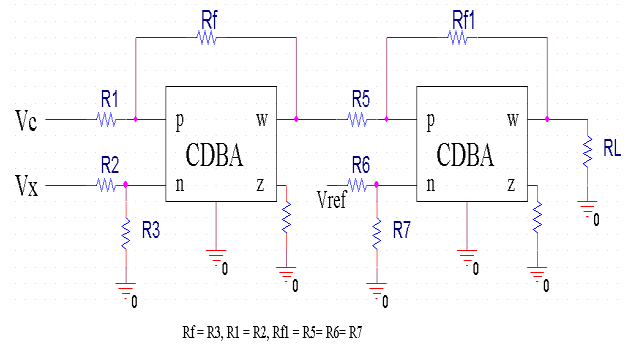 Rf
Rf1
R1
R5
Vc
p
w
p
w
RL
CDBA
CDBA
R2
R6
Vx
n
z
Vref
n
z
R3
R7
0
0
0
0
0
0
0
Rf = R3, R1 = R2, Rf1 = R5= R6= R7